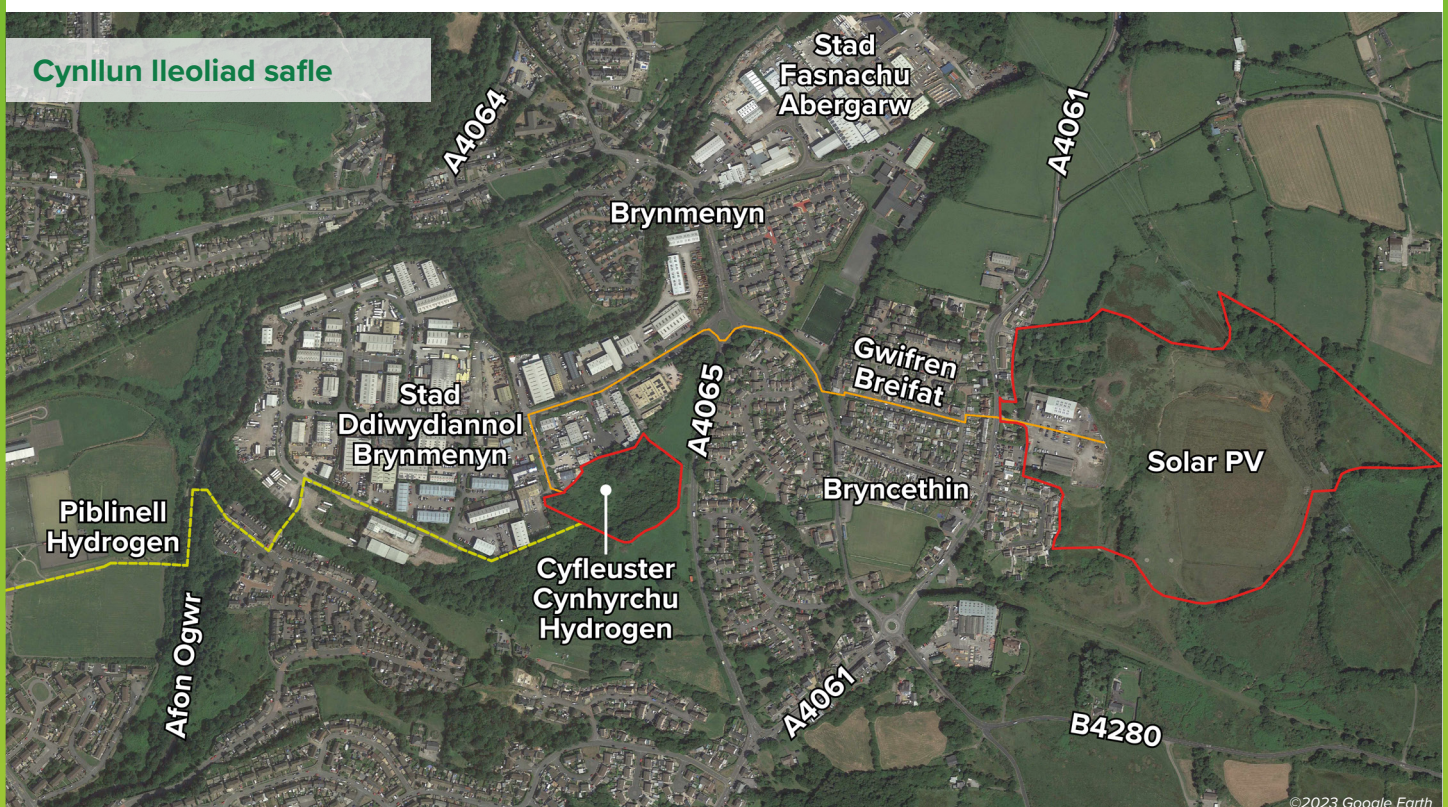 Cynllun lleoliad safle
Stad
Fasnachu
Abergarw
A4064
A4061
Brynmenyn
Gwifren
Breifat
A4065
Stad
Ddiwydiannol
Brynmenyn
Solar PV
Bryncethin
Piblinell
Hydrogen
Cyfleuster
Cynhyrchu
Hydrogen
Afon Ogwr
A4061
B4280
©2023 Google Earth